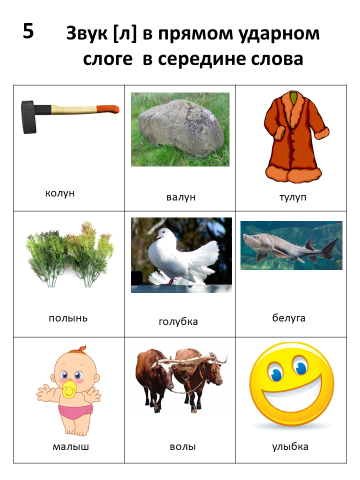 5
Звук [л] в прямом ударном
слоге в середине слова
колун
валун
тулуп
полынь
голубка
белуга
малыш
волы
улыбка